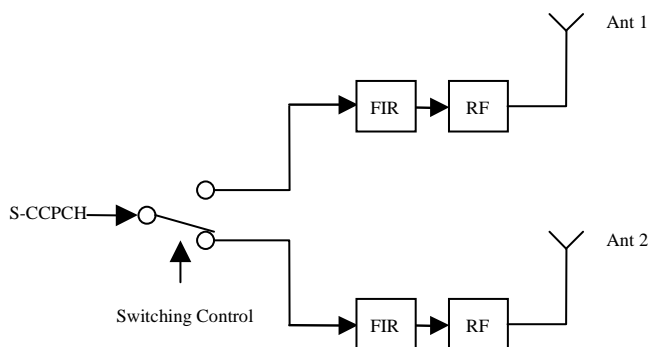 Ant 1
FIR
RF
S-CCPCH
Ant 2
Switching Control
FIR
RF